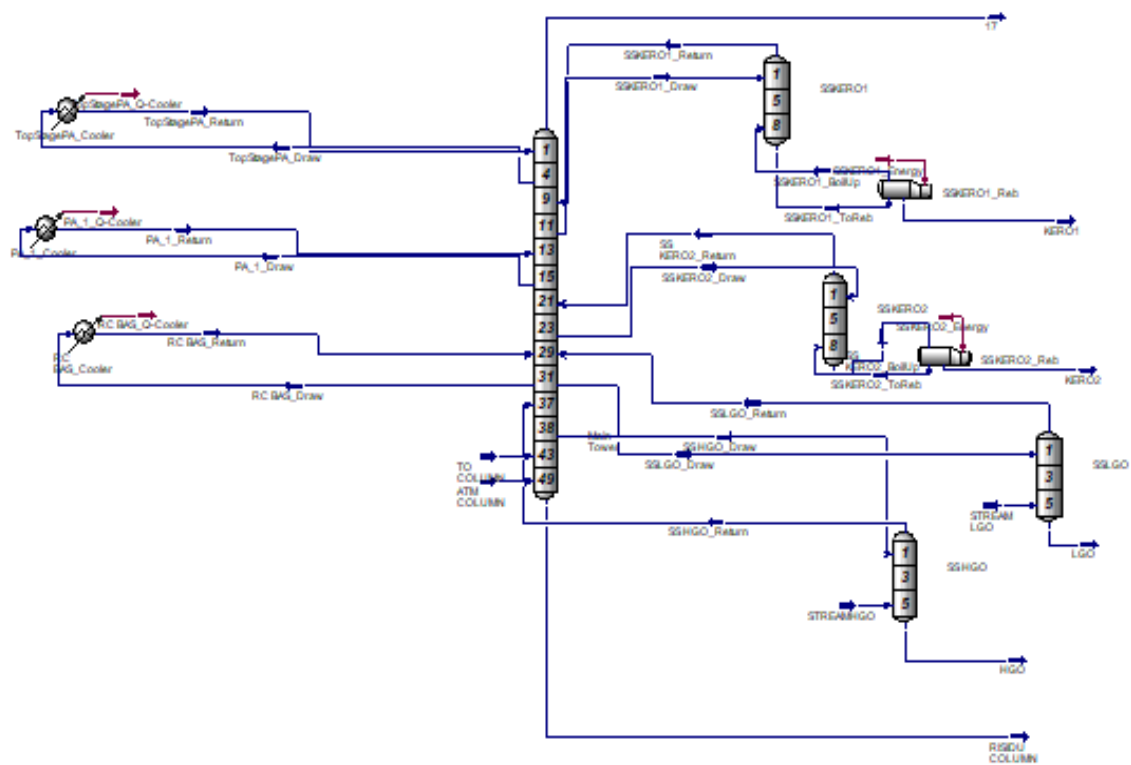 17
SSKERO1_Return
SSKERO1_Draw
SSKERO1
1
5
8
TopStagePA_Q-Cooler
TopStagePA_Return
TopStagePA_Cooler
TopStagePA_Draw
SSKERO1_Energy
SSKERO1_BoilUp
SSKERO1_Reb
SSKERO1_ToReb
KERO1
1
4
9
11
13
15
21
23
29
31
37
38
43
49
PA_1_Q-Cooler
PA_1_Return
PA_1_Cooler
PA_1_Draw
SS
KERO2_Return
SSKERO2_Draw
1
5
8
SSKERO2
SSKERO2_Energy
SS
KERO2_BoilUp
SSKERO2_Reb
SSKERO2_ToReb
KERO2
RC BAS_Q-Cooler
RC BAS_Return
RC
BAS_Cooler
RC BAS_Draw
SSLGO_Return
Main
Tower
SSHGO_Draw
SSLGO_Draw
1
3
5
SSLGO
TO
COLUMN
ATM
COLUMN
STREAM
LGO
LGO
SSHGO_Return
1
3
5
SSHGO
STREAMHGO
HGO
RISIDU
COLUMN